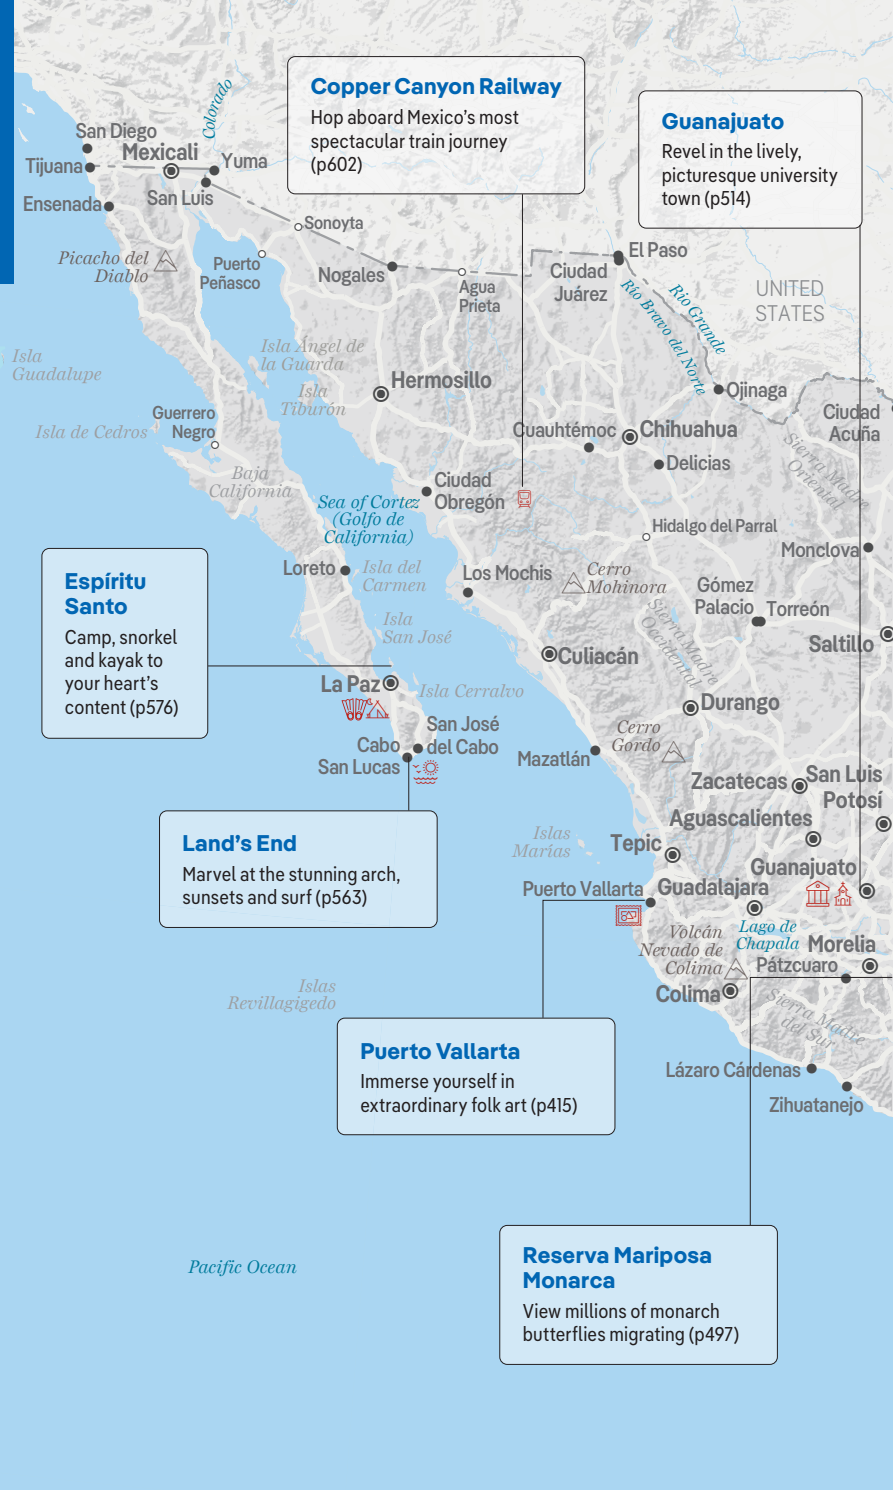 Copper Canyon Railway
Hop aboard Mexico's most
spectacular train journey
(p602)
Guanajuato
Revel in the lively,
picturesque university
town (p514)
Colorado
San Diego
Mexicali
Yuma
Tijuana
San Luis
Ensenada
Sonoyta
Picacho del
Diablo
Puerto
Peñasco
Nogales
Agua
Prieta
El Paso
Ciudad
Juárez
UNITED
STATES
Rio Grande
Río Bravo del Norte
Isla
Guadalupe
Isla Ángel de
la Guarda
Isla
Tiburón
Hermosillo
Ojinaga
Ciudad
Acuña
Guerrero
Negro
Isla de Cedros
Cuauhtémoc
Chihuahua
Delicias
Sierra Madre
Oriental
Baja
California
Sea of Cortez
(Golfo de
California)
Ciudad
Obregón
Hidalgo del Parral
Monclova
Espíritu
Santo
Camp, snorkel
and kayak to
your heart's
content (p576)
Loreto
Isla del
Carmen
Los Mochis
Cerro
Mohinora
Gómez
Palacio
Torreón
Isla
San José
Sierra Madre
Occidental
Saltillo
Culiacán
La Paz
Isla Cerralvo
Durango
San José
del Cabo
Cabo
San Lucas
Cerro
Gordo
Mazatlán
Zacatecas
San Luis
Potosí
Aguascalientes
Land's End
Marvel at the stunning arch,
sunsets and surf (p563)
Islas
Marías
Tepic
Guanajuato
Puerto Vallarta
Guadalajara
Volcán
Nevado de
Colima
Lago de
Chapala
Morelia
Pátzcuaro
Islas
Revillagigedo
Colima
Sierra Madre
del Sur
Puerto Vallarta
Immerse yourself in
extraordinary folk art (p415)
Lázaro Cárdenas
Zihuatanejo
Reserva Mariposa
Monarca
View millions of monarch
butterflies migrating (p497)
Pacific Ocean